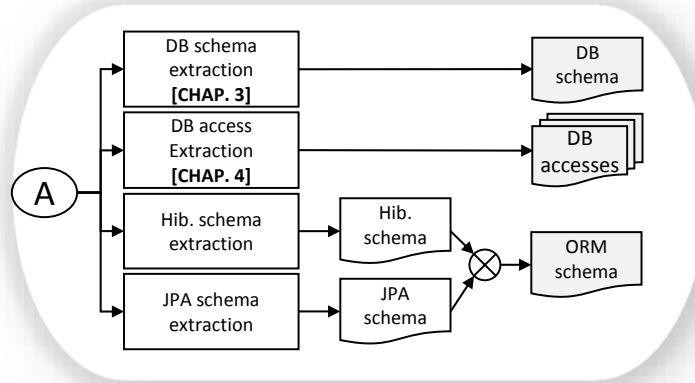 DB schema
extraction
[CHAP. 3]
DB
schema
DB access
Extraction
[CHAP. 4]
DB
accesses
A
Hib. schema
extraction
Hib.
schema
ORM
schema
JPA schema
extraction
JPA
schema